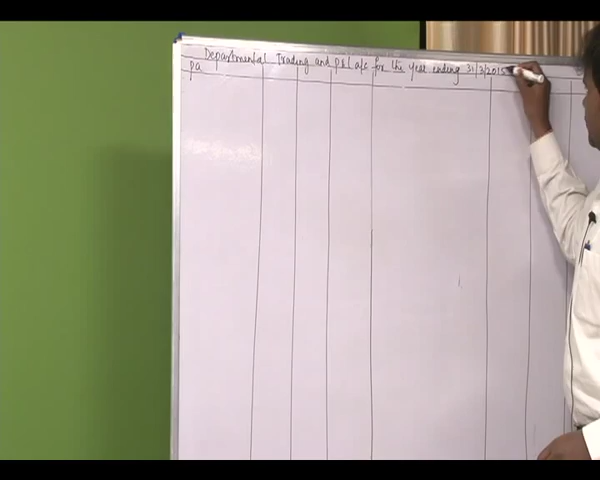 Departmental Trading and P&L a/c for the Year ending 31/3/2015
pa